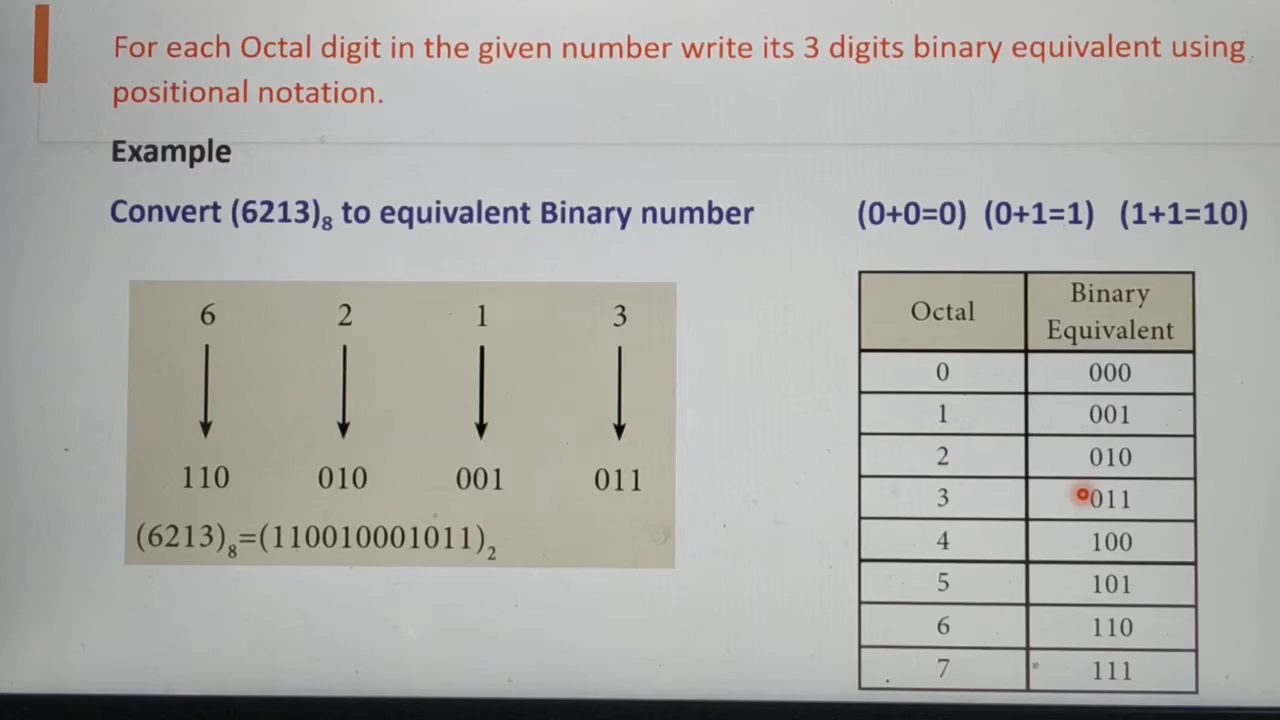 For each Octal digit in the given number write its 3 digits binary equivalent using
positional notation.
Example
Convert (6213)₈ to equivalent Binary number
(0+0=0) (0+1=1) (1+1=10)
6 2 1 3
110 010 001 011
(6213)₈=(110010001011)₂
Octal Binary Equivalent
0 000
1 001
2 010
3 011
4 100
5 101
6 110
7 111